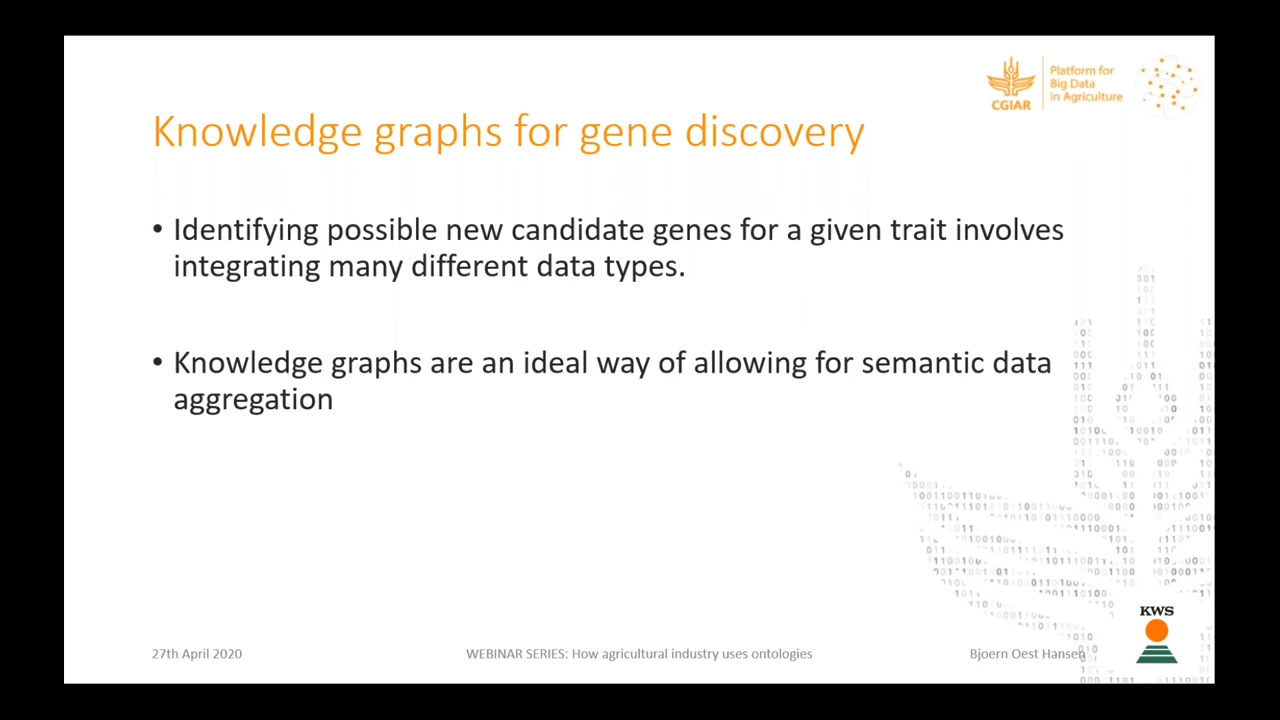 CGIAR
Platform for
Big Data
in Agriculture
Knowledge graphs for gene discovery
• Identifying possible new candidate genes for a given trait involves
integrating many different data types.
• Knowledge graphs are an ideal way of allowing for semantic data
aggregation
KWS
27th April 2020
WEBINAR SERIES: How agricultural industry uses ontologies
Bjoern Oest Hansen